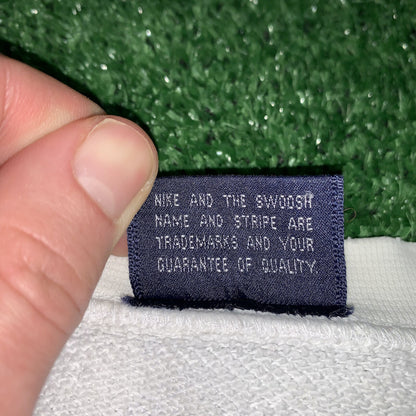 NIKE AND THE SWOOSH
NAME AND STRIPE ARE
TRADEMARKS AND YOUR
GUARANTEE OF QUALITY.